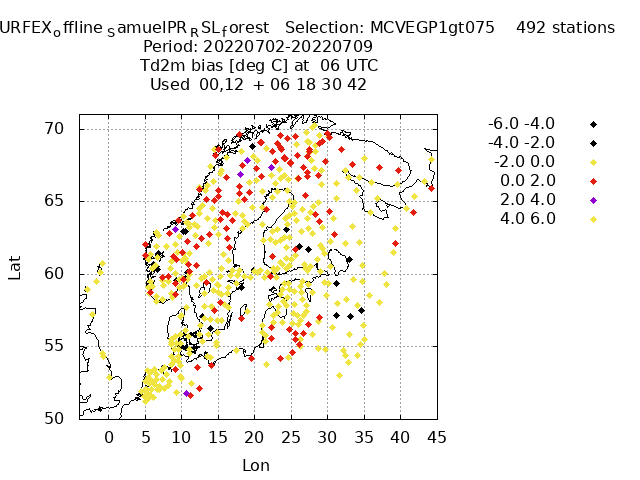 URFEXoffline SamuelPRRSLforest Selection: MCVEGP1gt075 492 stations
Period: 20220702-20220709
Td2m bias [deg C] at 06 UTC
Used 00,12 + 06 18 30 42
-6.0 -4.0
-4.0 -2.0
-2.0 0.0
0.0 2.0
2.0 4.0
4.0 6.0
70
65
60
55
50
Lat
0 5 10 15 20 25 30 35 40 45
Lon